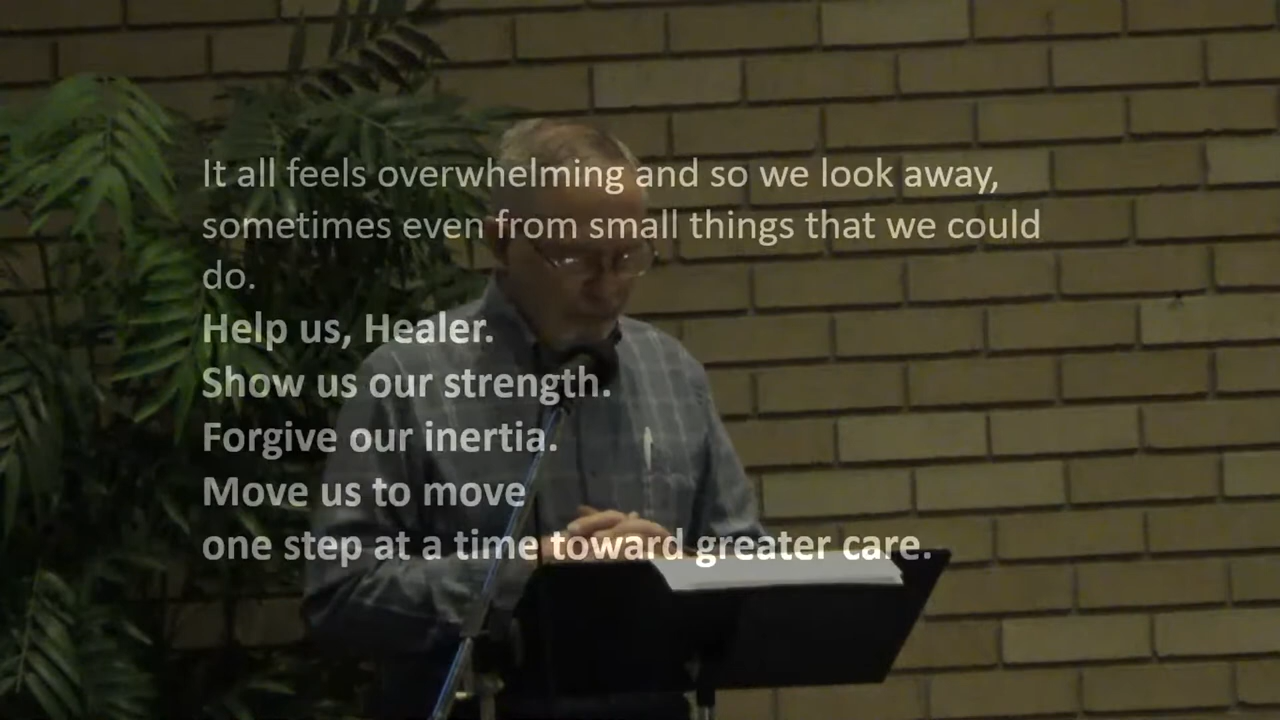 It all feels overwhelming and so we look away,
sometimes even from small things that we could
do.
Help us, Healer.
Show us our strength.
Forgive our inertia.
Move us to move
one step at a time toward greater care.